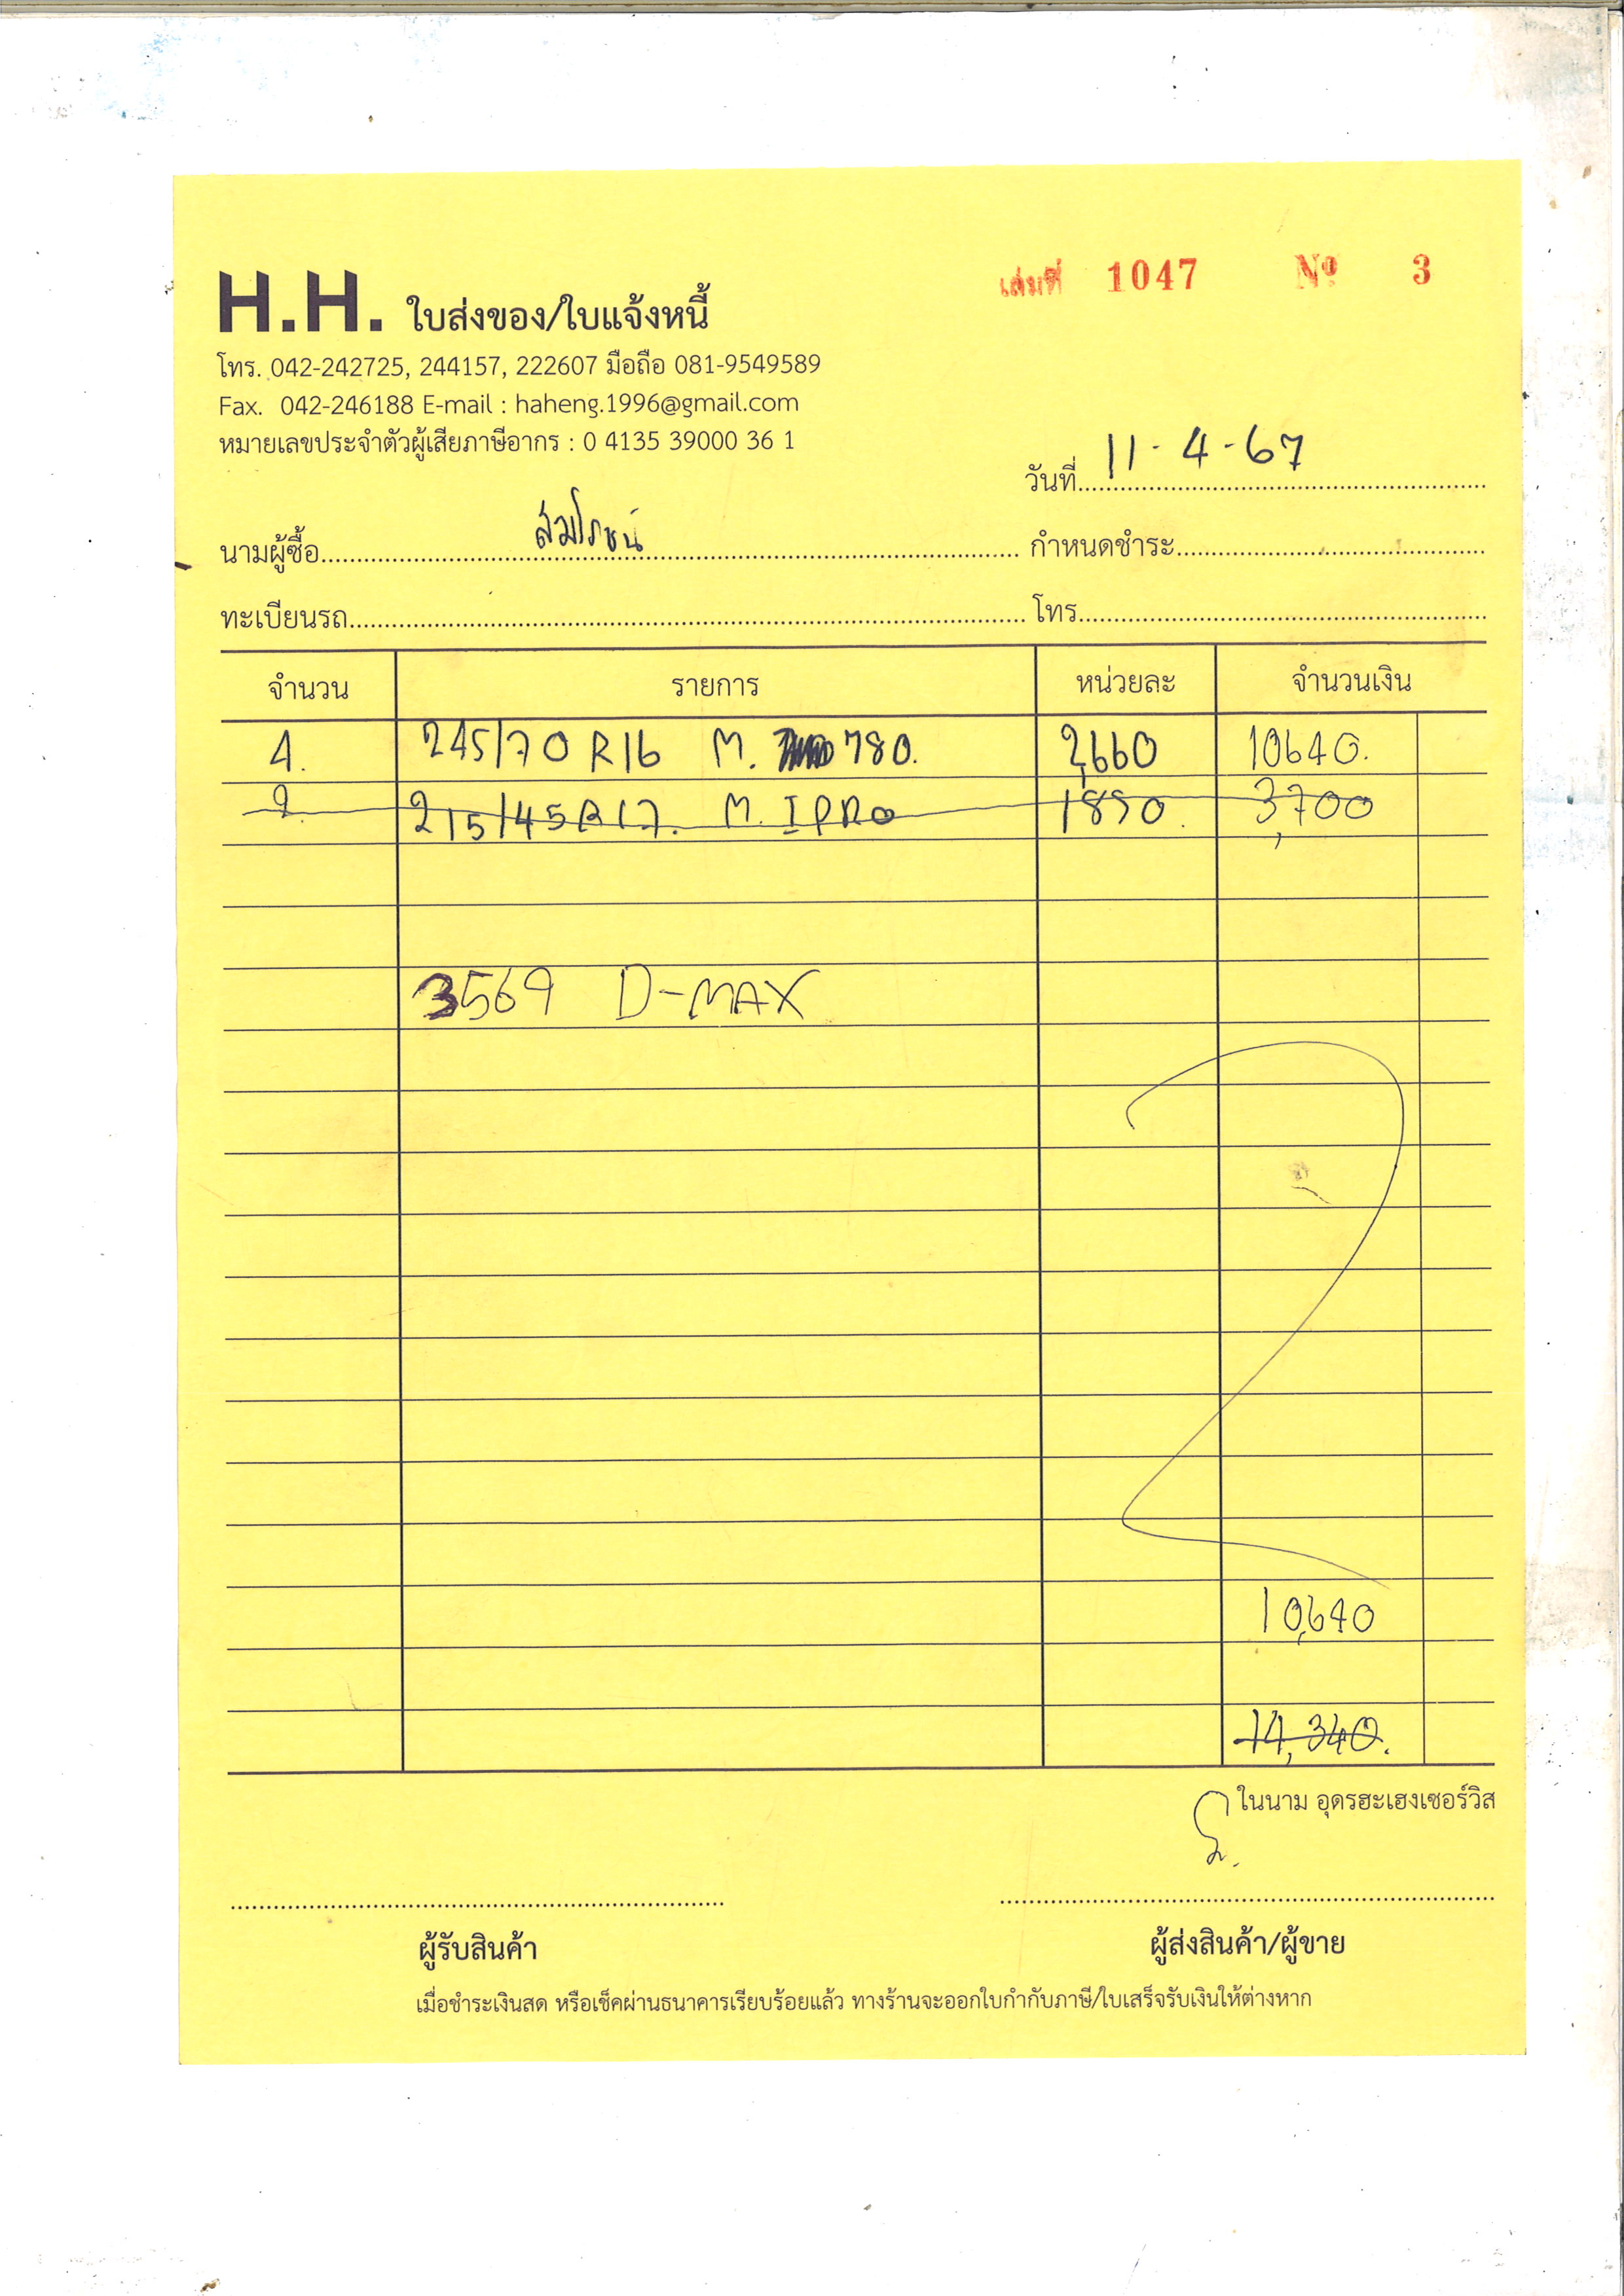 เล่มที่ 1047 Nº 3
H.H. ใบส่งของ/ใบแจ้งหนี้
โทร. 042-242725, 244157, 222607 มือถือ 081-9549589
Fax. 042-246188 E-mail : haheng.1996@gmail.com
หมายเลขประจำตัวผู้เสียภาษีอากร : 0 4135 39000 36 1
วันที่ 11-4-67
นามผู้ซื้อ สมโภชน์ กำหนดชำระ
ทะเบียนรถ โทร
จำนวน รายการ หน่วยละ จำนวนเงิน
4. 245/70 R16 M. 780. 2,660 10640.
2 215/45R17. M. IPRO 1850. 3,700
3569 D-MAX
10,640
14,340.
ในนาม อุดรฮะเฮงเซอร์วิส
ผู้รับสินค้า ผู้ส่งสินค้า/ผู้ขาย
เมื่อชำระเงินสด หรือเช็คผ่านธนาคารเรียบร้อยแล้ว ทางร้านจะออกใบกำกับภาษี/ใบเสร็จรับเงินให้ต่างหาก